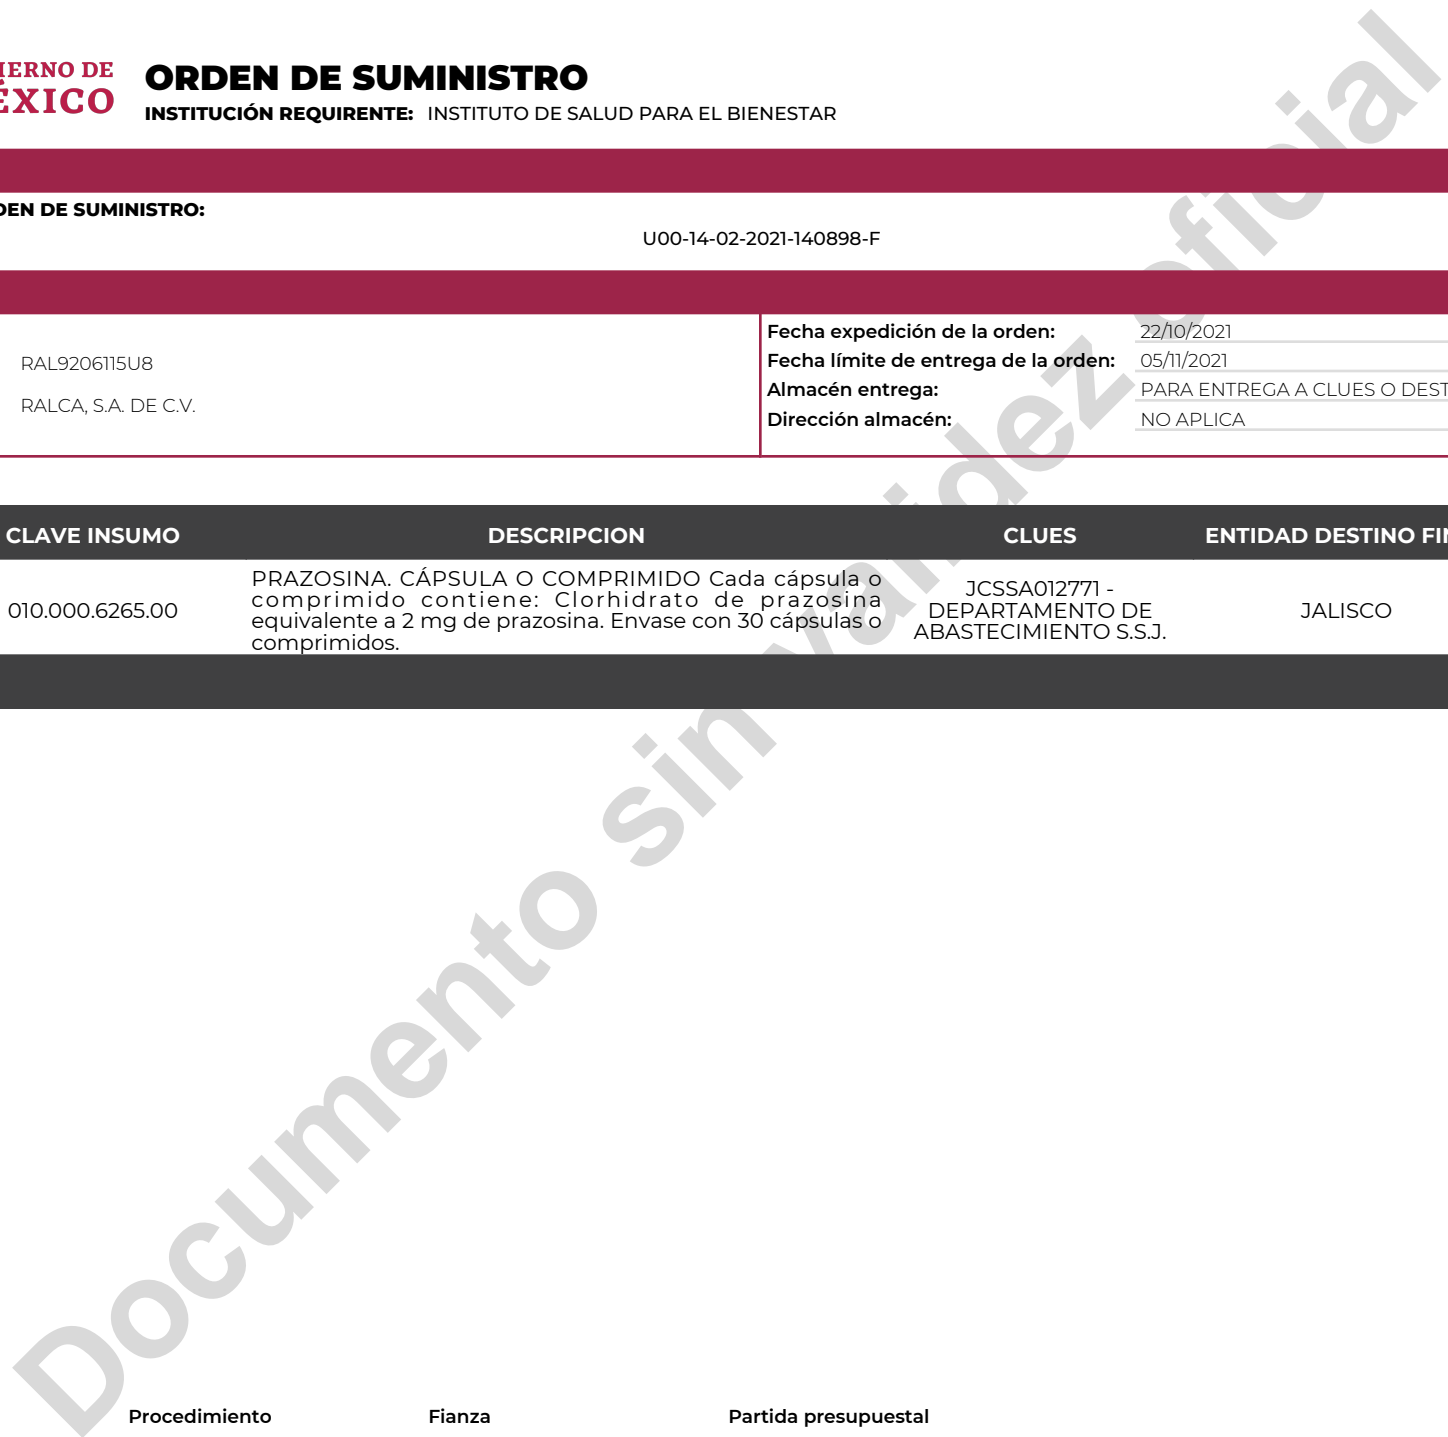 IERNO DE
ÉXICO
ORDEN DE SUMINISTRO
INSTITUCIÓN REQUIRENTE: INSTITUTO DE SALUD PARA EL BIENESTAR
DEN DE SUMINISTRO:
U00-14-02-2021-140898-F
RAL9206115U8
RALCA, S.A. DE C.V.
Fecha expedición de la orden: 22/10/2021
Fecha límite de entrega de la orden: 05/11/2021
Almacén entrega: PARA ENTREGA A CLUES O DEST
Dirección almacén: NO APLICA
CLAVE INSUMO DESCRIPCION CLUES ENTIDAD DESTINO FIN
010.000.6265.00
PRAZOSINA. CÁPSULA O COMPRIMIDO Cada cápsula o
comprimido contiene: Clorhidrato de prazosina
equivalente a 2 mg de prazosina. Envase con 30 cápsulas o
comprimidos.
JCSSA012771 -
DEPARTAMENTO DE
ABASTECIMIENTO S.S.J.
JALISCO
Documento sin validez oficial
Procedimiento Fianza Partida presupuestal